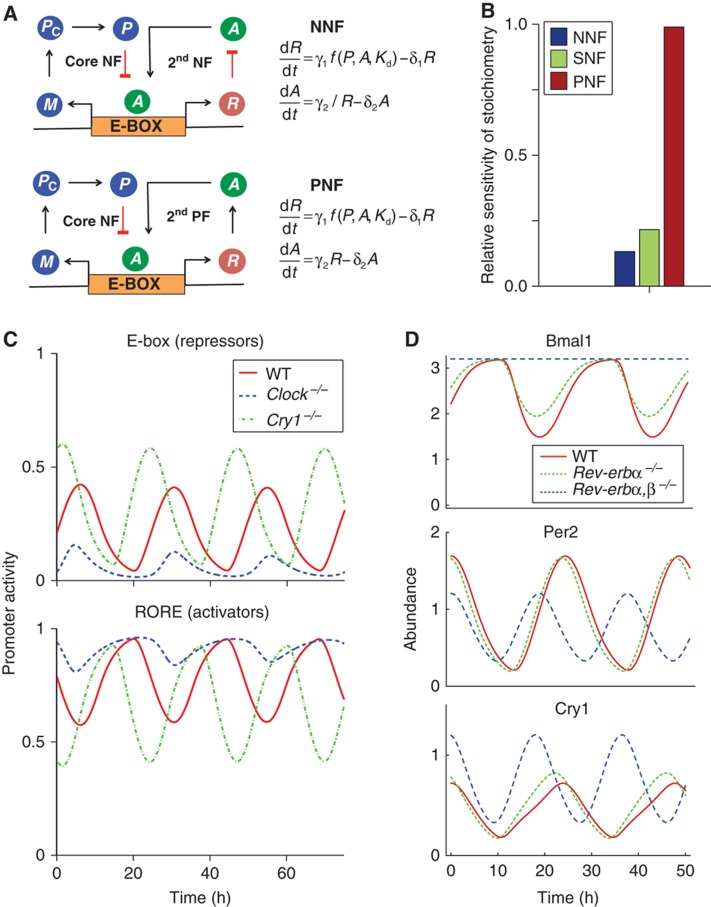 A
P_C
P
A
Core NF
2nd NF
M
A
R
E-BOX
NNF
dR/dt = γ1 f (P, A, Kd) – δ1R
dA/dt = γ2 / R – δ2A
P_C
P
A
Core NF
2nd PF
M
A
R
E-BOX
PNF
dR/dt = γ1 f (P, A, Kd) – δ1R
dA/dt = γ2R – δ2A
B
Relative sensitivity of stoichiometry
1.0
0.5
0.0
NNF
SNF
PNF
C
E-box (repressors)
1
0.5
0
WT
Clock –/–
Cry1 –/–
Promoter activity
RORE (activators)
1
0.5
0
0
20
40
60
Time (h)
D
Bmal1
3
2
1
0
WT
Rev-erbα –/–
Rev-erbα,β –/–
Abundance
Per2
2
1
0
Cry1
1
0
0
10
20
30
40
50
Time (h)